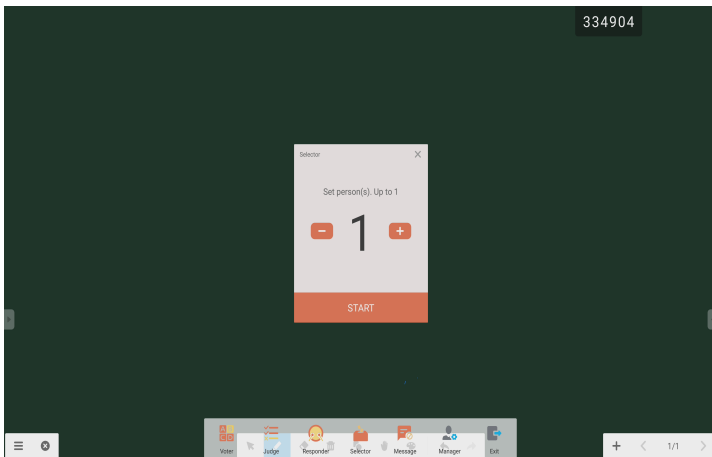 334904
Selector
Set person(s). Up to 1
1
START
A B
C D
Voter Judge Responder Selector Message Manager Exit
1/1